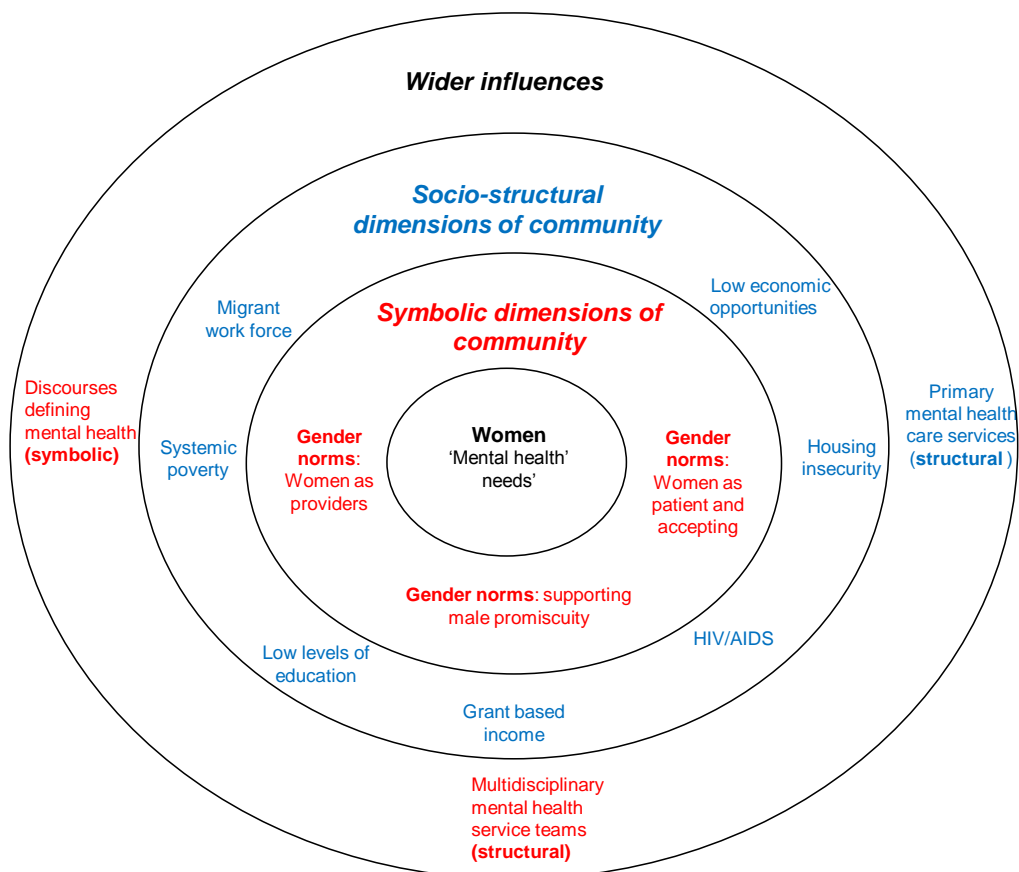 Wider influences
Socio-structural
dimensions of community
Migrant
work force
Low economic
opportunities
Symbolic dimensions of
community
Discourses
defining
mental health
(symbolic)
Systemic
poverty
Gender
norms:
Women as
providers
Women
‘Mental health’
needs’
Gender
norms:
Women as
patient and
accepting
Housing
insecurity
Primary
mental health
care services
(structural )
Gender norms: supporting
male promiscuity
Low levels of
education
HIV/AIDS
Grant based
income
Multidisciplinary
mental health
service teams
(structural)